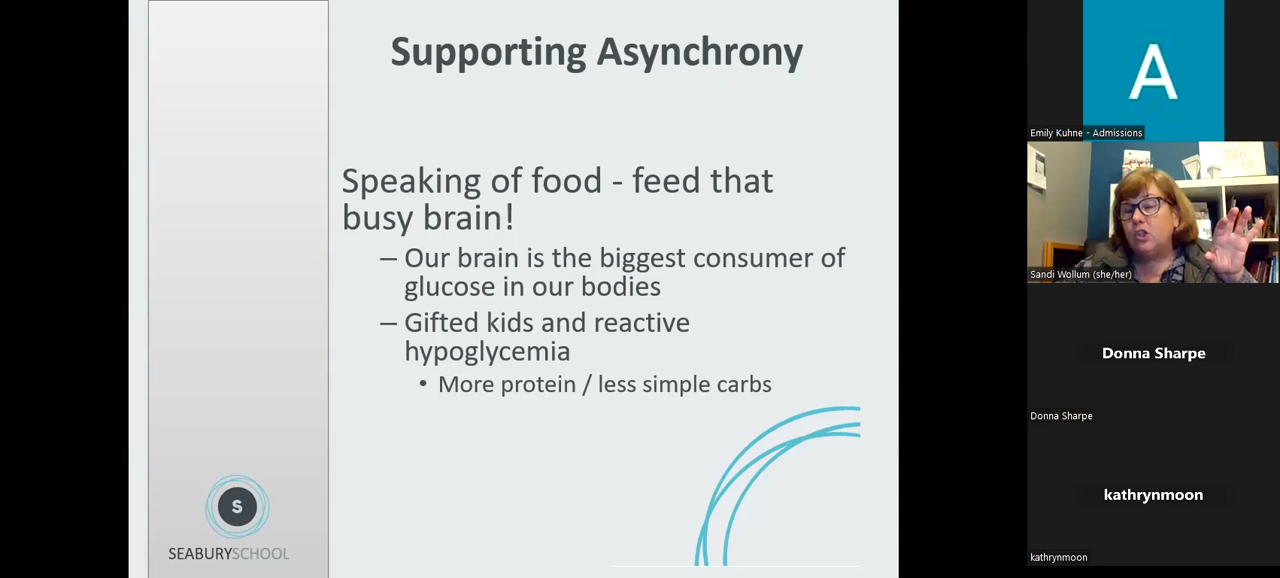 Supporting Asynchrony
Speaking of food - feed that
busy brain!
– Our brain is the biggest consumer of
glucose in our bodies
– Gifted kids and reactive
hypoglycemia
• More protein / less simple carbs
S
SEABURYSCHOOL
A
Emily Kuhne - Admissions
Sandi Wollum (she/her)
Donna Sharpe
Donna Sharpe
kathrynmoon
kathrynmoon